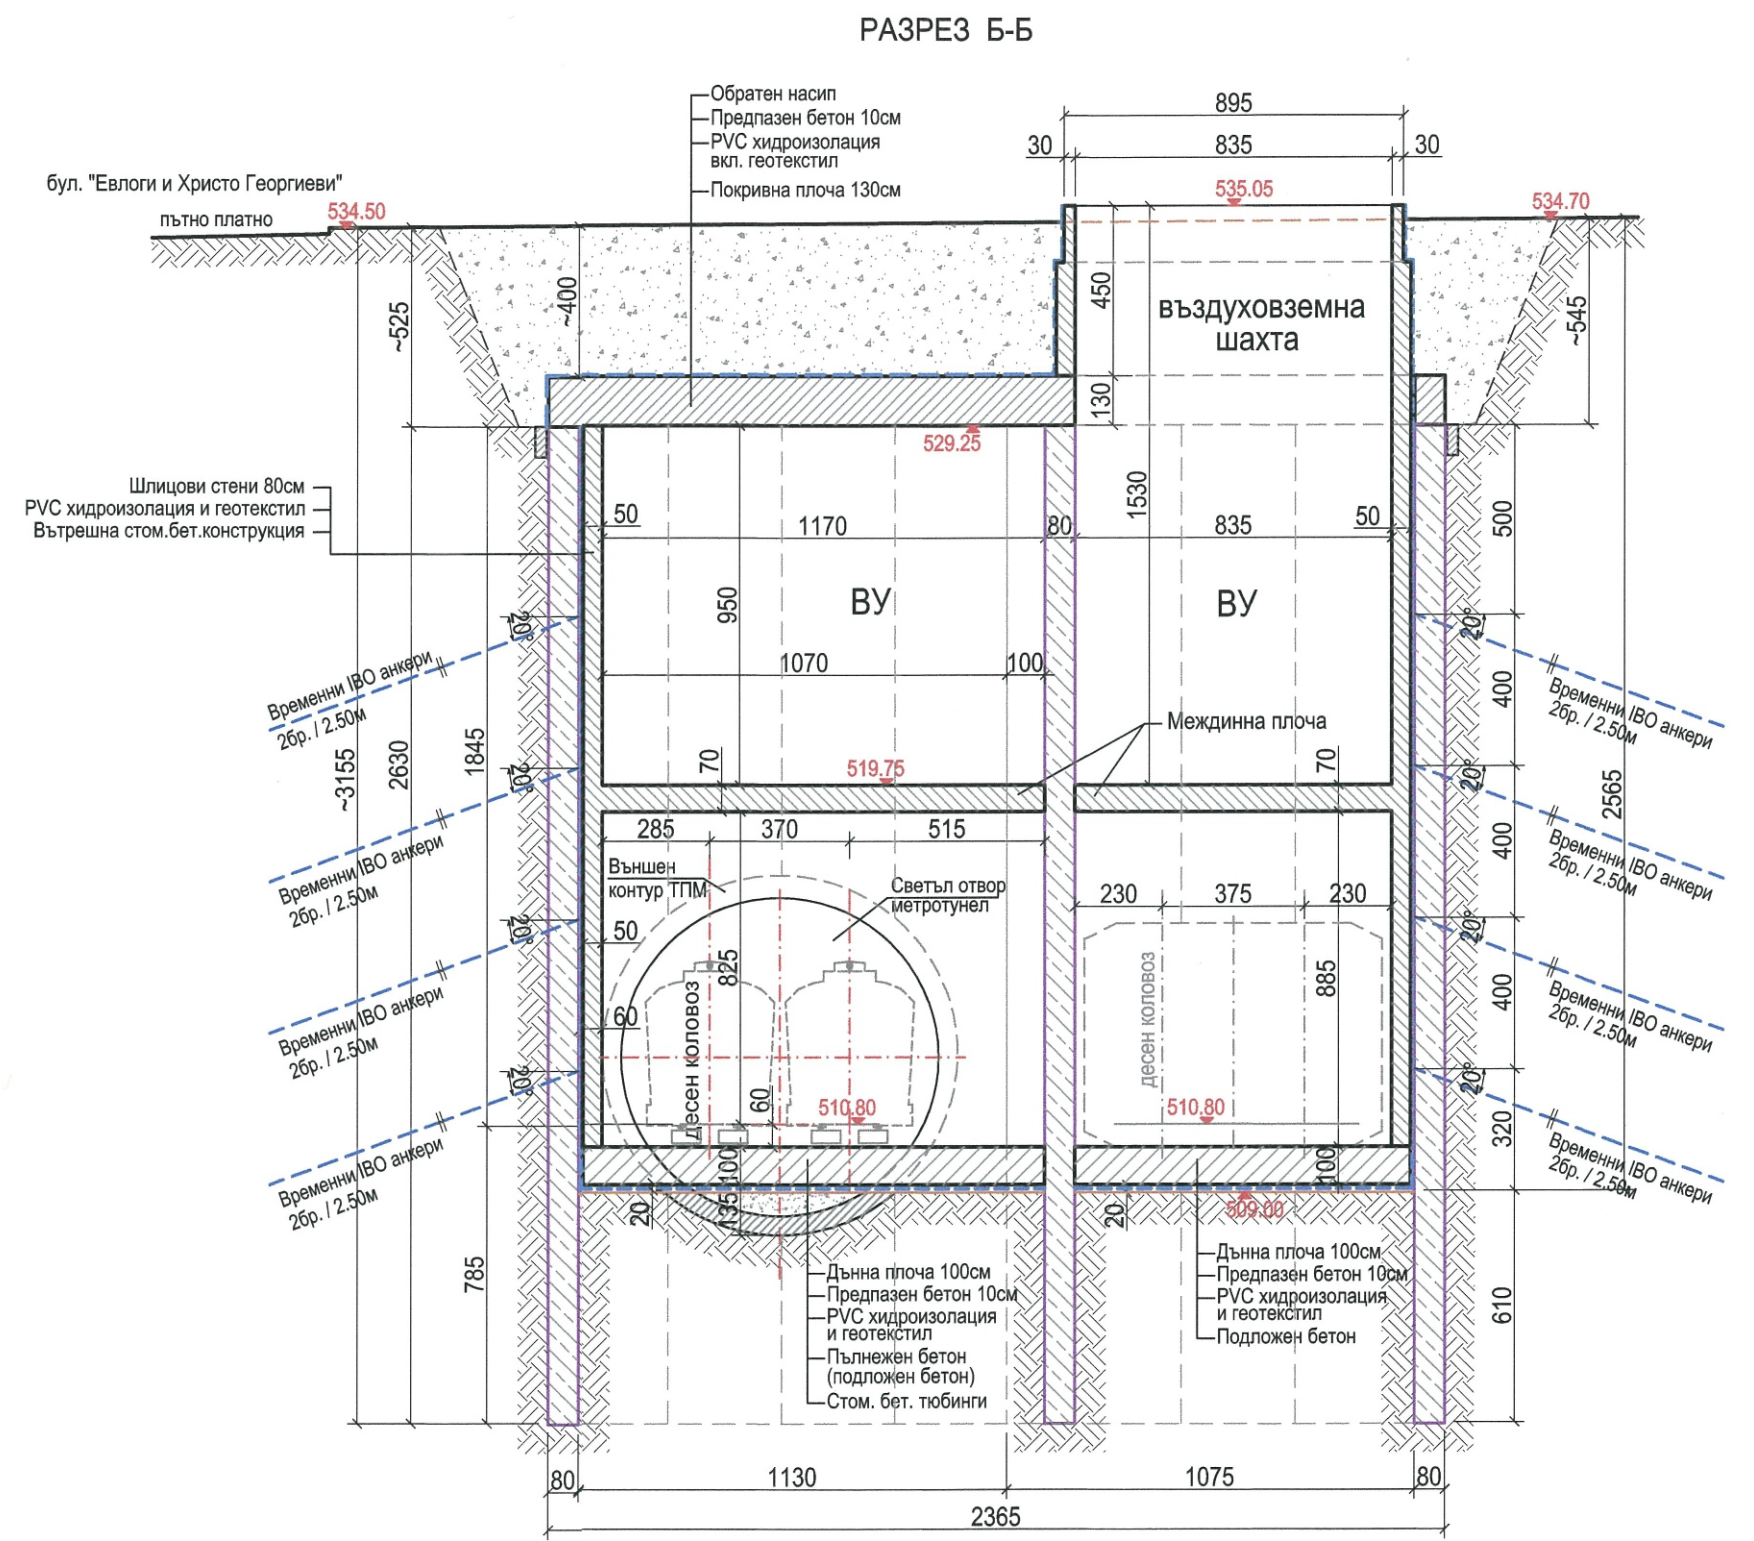 РАЗРЕЗ Б-Б
Обратен насип
Предпазен бетон 10см
PVC хидроизолация
вкл. геотекстил
Покривна плоча 130см
895
30
835
30
бул. "Евлоги и Христо Георгиеви"
пътно платно
534.50
535.05
534.70
~525
~400
450
130
въздуховземна
шахта
~545
529.25
1530
Шлицови стени 80см
PVC хидроизолация и геотекстил
Вътрешна стом.бет.конструкция
50
1170
80
835
50
500
950
ВУ
ВУ
20°
20°
1070
100
400
Временни IBO анкери
2бр. / 2.50м
Временни IBO анкери
2бр. / 2.50м
Междинна плоча
~3155
2630
1845
70
519.75
70
2565
20°
20°
285
370
515
400
Временни IBO анкери
2бр. / 2.50м
Временни IBO анкери
2бр. / 2.50м
Външен
контур ТПМ
Светъл отвор
метротунел
230
375
230
20°
20°
50
825
885
400
десен коловоз
десен коловоз
Временни IBO анкери
2бр. / 2.50м
Временни IBO анкери
2бр. / 2.50м
60
20°
20°
60
510.80
510.80
320
Временни IBO анкери
2бр. / 2.50м
Временни IBO анкери
2бр. / 2.50м
100
100
20
135
20
509.00
785
610
Дънна плоча 100см
Предпазен бетон 10см
PVC хидроизолация
и геотекстил
Пълнежен бетон
(подложен бетон)
Стом. бет. тюбинги
Дънна плоча 100см
Предпазен бетон 10см
PVC хидроизолация
и геотекстил
Подложен бетон
80
1130
1075
80
2365